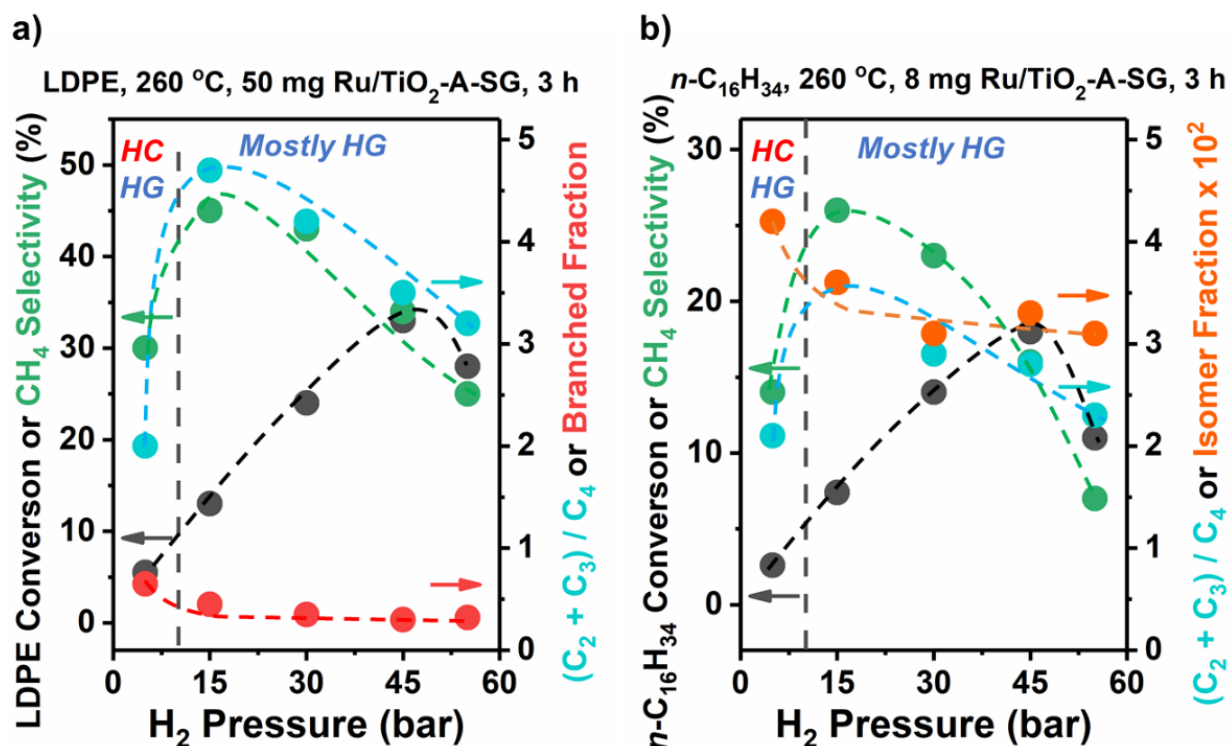 a)
LDPE, 260 °C, 50 mg Ru/TiO₂-A-SG, 3 h
LDPE Converson or CH₄ Selectivity (%)
50
40
30
20
10
0
HC
HG
Mostly HG
5
4
3
2
1
0
(C₂ + C₃) / C₄ or Branched Fraction
0
15
30
45
60
H₂ Pressure (bar)
b)
n-C₁₆H₃₄, 260 °C, 8 mg Ru/TiO₂-A-SG, 3 h
n-C₁₆H₃₄ Converson or CH₄ Selectivity (%)
30
20
10
0
HC
HG
Mostly HG
5
4
3
2
1
0
(C₂ + C₃) / C₄ or Isomer Fraction x 10²
0
15
30
45
60
H₂ Pressure (bar)